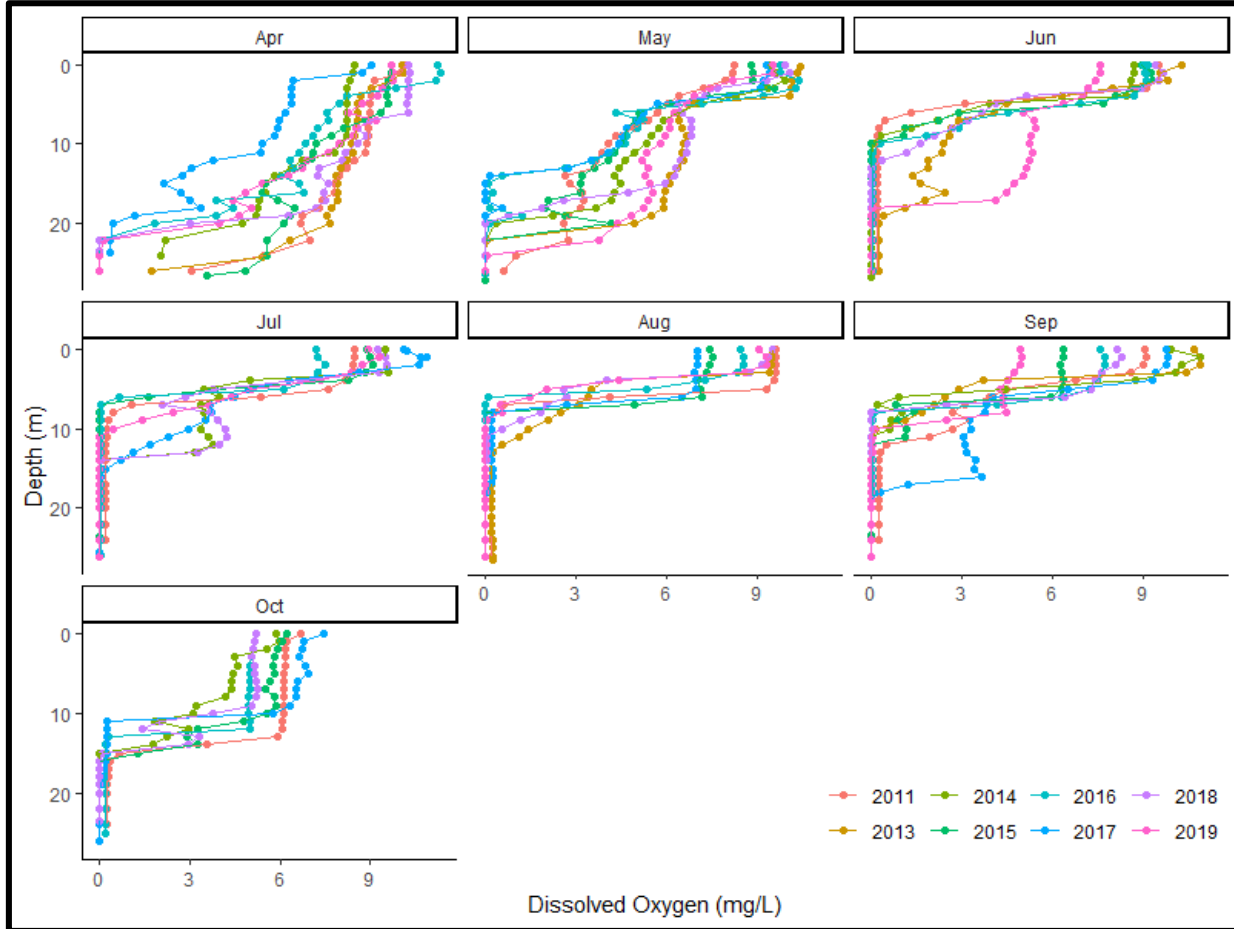 Apr May Jun
0
10
20
Jul Aug Sep
0
10
20
0 3 6 9 0 3 6 9
Oct
0
10
20
0 3 6 9
Depth (m)
Dissolved Oxygen (mg/L)
2011 2014 2016 2018
2013 2015 2017 2019